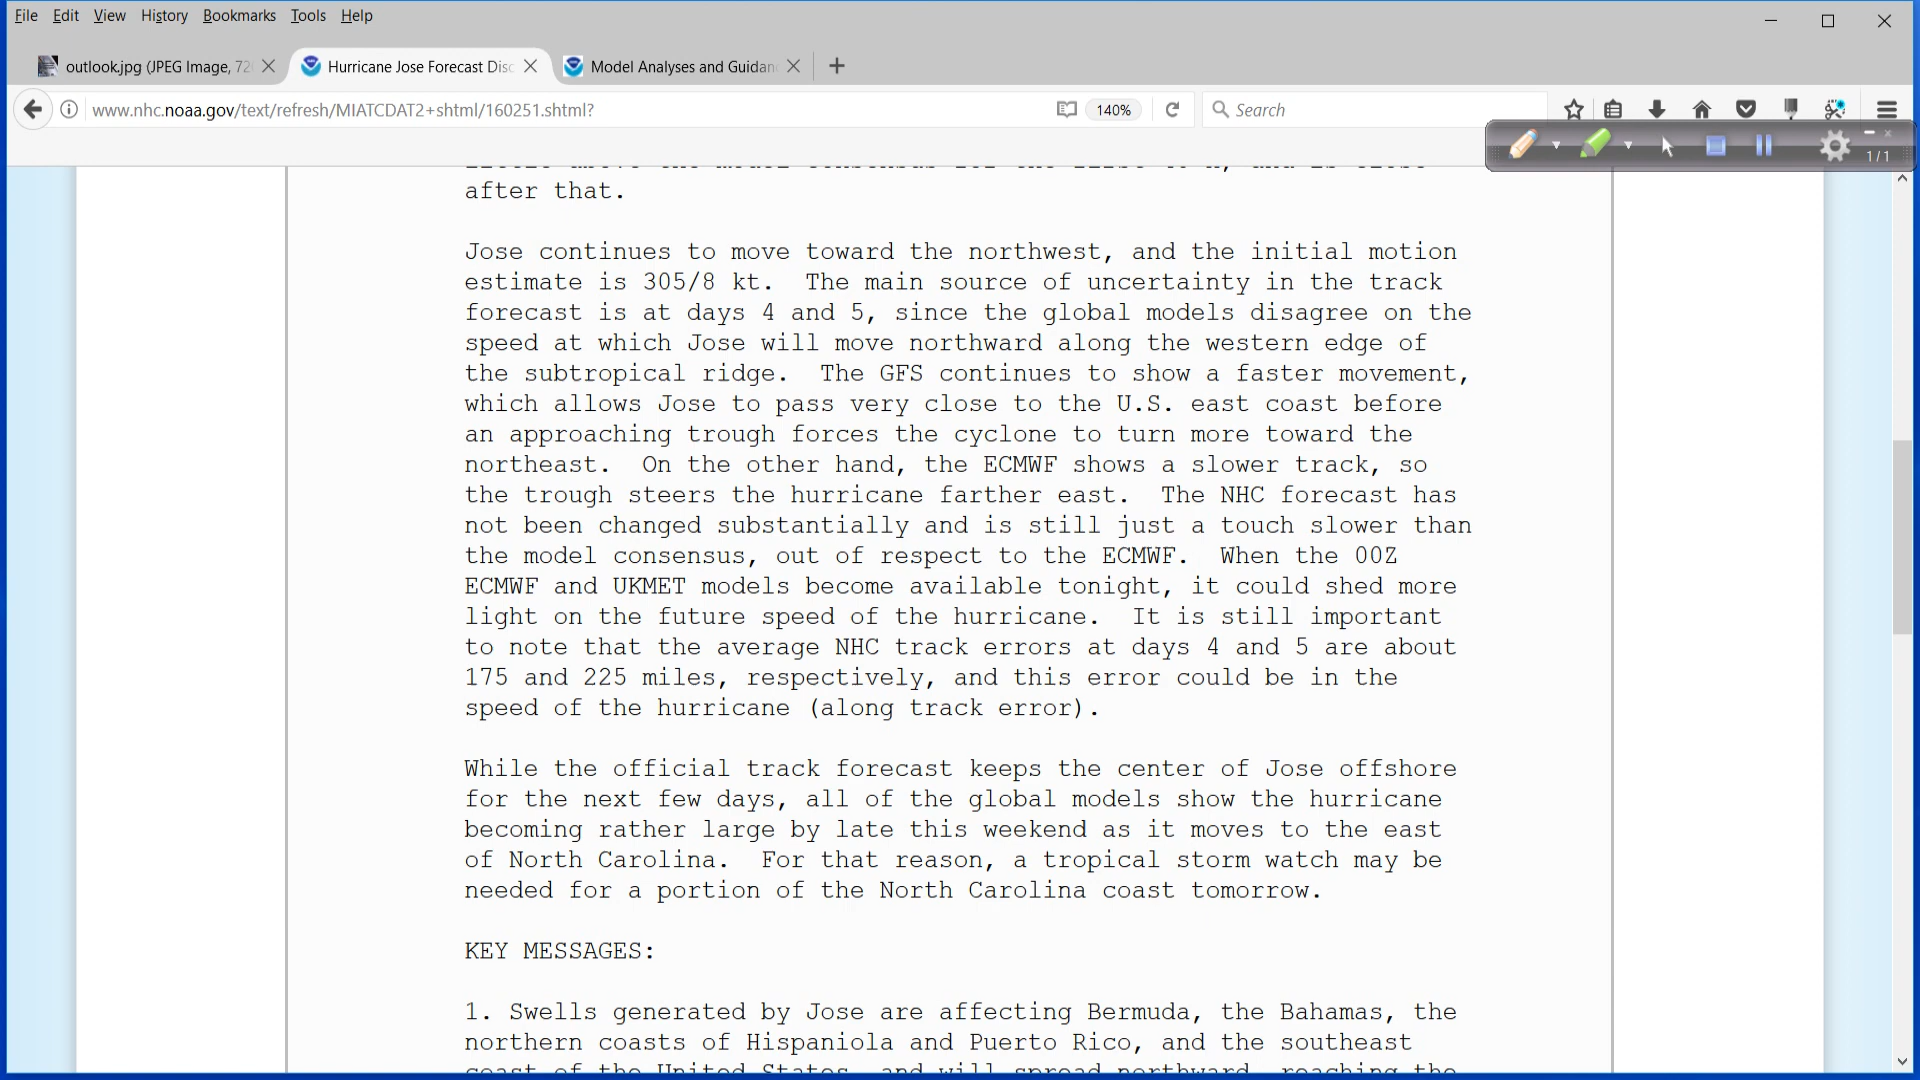 File Edit View History Bookmarks Tools Help
outlook.jpg (JPEG Image, 72
Hurricane Jose Forecast Disc
Model Analyses and Guidan
www.nhc.noaa.gov/text/refresh/MIATCDAT2+shtml/160251.shtml?
140%
Search
1/1
after that.
Jose continues to move toward the northwest, and the initial motion
estimate is 305/8 kt. The main source of uncertainty in the track
forecast is at days 4 and 5, since the global models disagree on the
speed at which Jose will move northward along the western edge of
the subtropical ridge. The GFS continues to show a faster movement,
which allows Jose to pass very close to the U.S. east coast before
an approaching trough forces the cyclone to turn more toward the
northeast. On the other hand, the ECMWF shows a slower track, so
the trough steers the hurricane farther east. The NHC forecast has
not been changed substantially and is still just a touch slower than
the model consensus, out of respect to the ECMWF. When the 00Z
ECMWF and UKMET models become available tonight, it could shed more
light on the future speed of the hurricane. It is still important
to note that the average NHC track errors at days 4 and 5 are about
175 and 225 miles, respectively, and this error could be in the
speed of the hurricane (along track error).
While the official track forecast keeps the center of Jose offshore
for the next few days, all of the global models show the hurricane
becoming rather large by late this weekend as it moves to the east
of North Carolina. For that reason, a tropical storm watch may be
needed for a portion of the North Carolina coast tomorrow.
KEY MESSAGES:
1. Swells generated by Jose are affecting Bermuda, the Bahamas, the
northern coasts of Hispaniola and Puerto Rico, and the southeast
coast of the United States, and will spread northward, reaching the